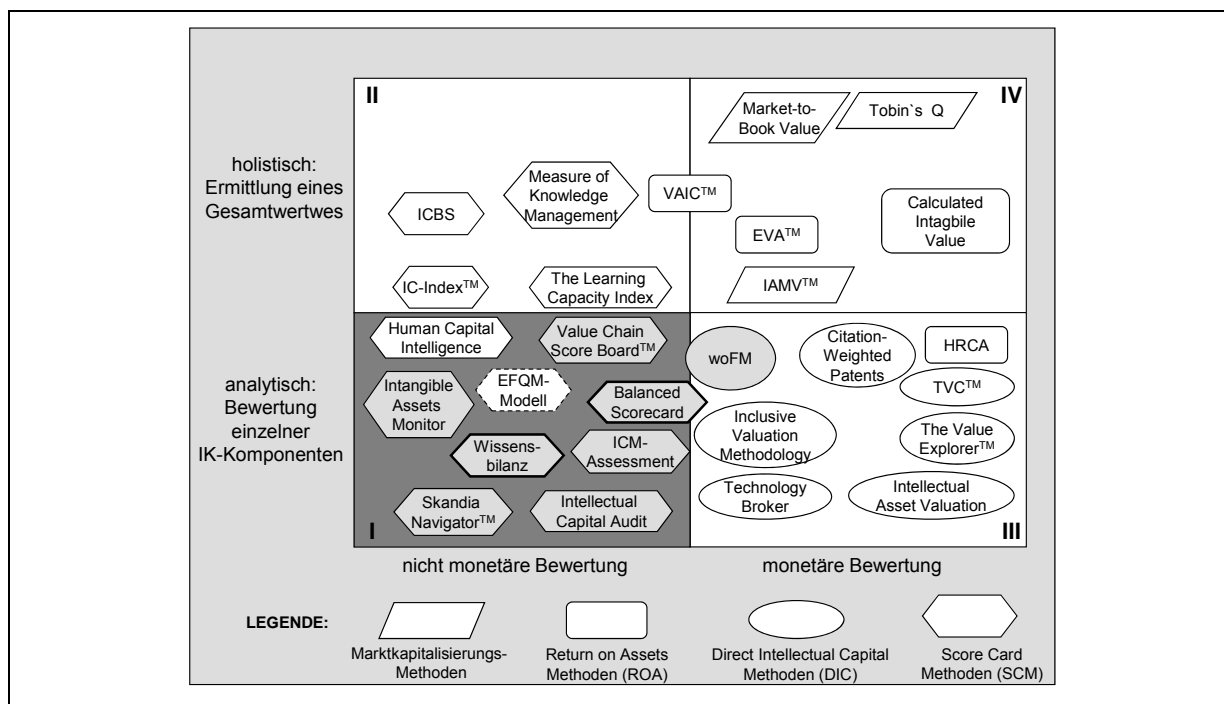 II
IV
Market-to-
Book Value
Tobin`s Q
holistisch:
Ermittlung eines
Gesamtwertwes
Measure of
Knowledge
Management
VAIC™
ICBS
Calculated
Intagbile
Value
EVA™
IC-Index™
The Learning
Capacity Index
IAMV™
Human Capital
Intelligence
Value Chain
Score Board™
woFM
Citation-
Weighted
Patents
HRCA
TVC™
analytisch:
Bewertung
einzelner
IK-Komponenten
Intangible
Assets
Monitor
EFQM-
Modell
Balanced
Scorecard
Inclusive
Valuation
Methodology
The Value
Explorer™
Wissens-
bilanz
ICM-
Assessment
Technology
Broker
Intellectual
Asset Valuation
Skandia
Navigator™
Intellectual
Capital Audit
I
III
nicht monetäre Bewertung
monetäre Bewertung
LEGENDE:
Marktkapitalisierungs-
Methoden
Return on Assets
Methoden (ROA)
Direct Intellectual Capital
Methoden (DIC)
Score Card
Methoden (SCM)